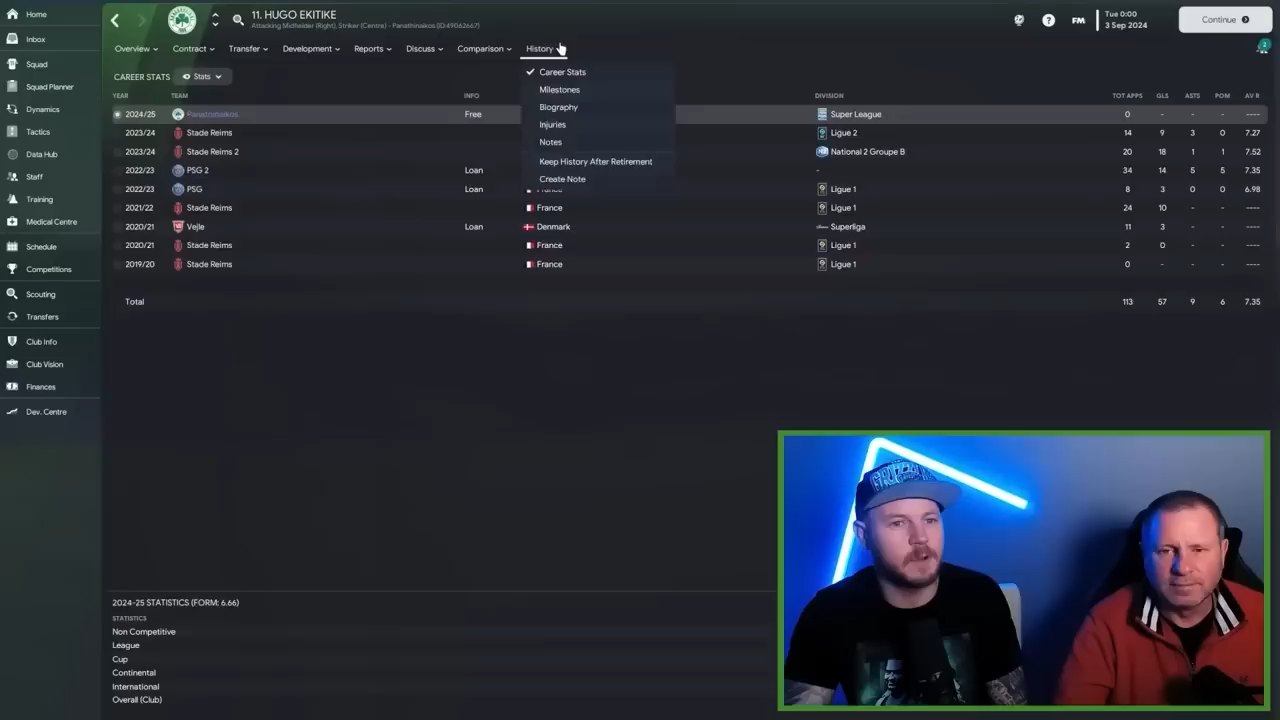 Home
Inbox
Squad
Squad Planner
Dynamics
Tactics
Data Hub
Staff
Training
Medical Centre
Schedule
Competitions
Scouting
Transfers
Club Info
Club Vision
Finances
Dev. Centre
11. HUGO EKITIKE
Attacking Midfielder (Right), Striker (Centre) - Panathinaikos (ID:49062667)
FM
Tue 0:00
3 Sep 2024
Continue
1
Overview Contract Transfer Development Reports Discuss Comparison History
CAREER STATS Stats
Career Stats
Milestones
Biography
Injuries
Notes
Keep History After Retirement
Create Note
YEAR TEAM INFO DIVISION TOT APPS GLS ASTS POM AV R
2024/25 Panathinaikos Free Super League 0 - - - ----
2023/24 Stade Reims Ligue 2 14 9 3 0 7.27
2023/24 Stade Reims 2 National 2 Groupe B 20 18 1 1 7.52
2022/23 PSG 2 Loan - 34 14 5 5 7.35
2022/23 PSG Loan France Ligue 1 8 3 0 0 6.98
2021/22 Stade Reims France Ligue 1 24 10 - - ----
2020/21 Vejle Loan Denmark Superliga 11 3 - - ----
2020/21 Stade Reims France Ligue 1 2 0 - - ----
2019/20 Stade Reims France Ligue 1 0 - - - ----
Total 113 57 9 6 7.35
2024-25 STATISTICS (FORM; 6.66)
STATISTICS
Non Competitive
League
Cup
Continental
International
Overall (Club)